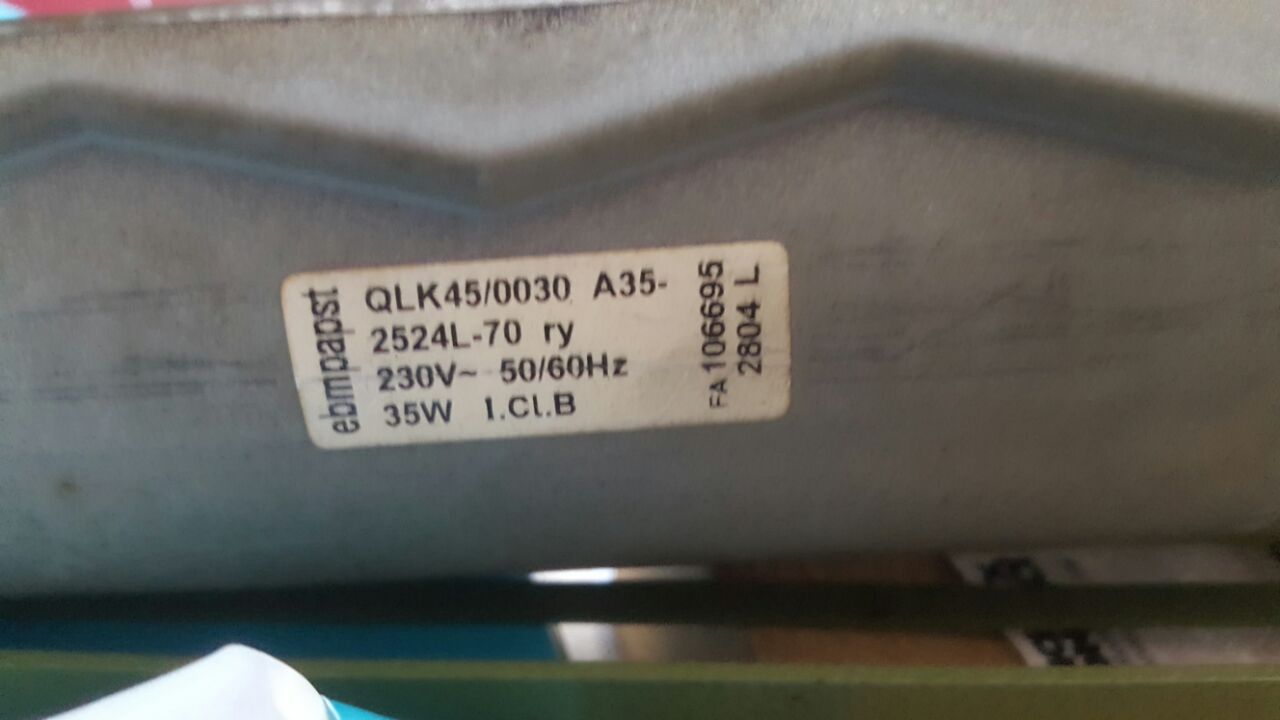 ebmpapst
QLK45/0030 A35-
2524L-70 ry
230V~ 50/60Hz
35W I.Cl.B
FA 106695
2804 L